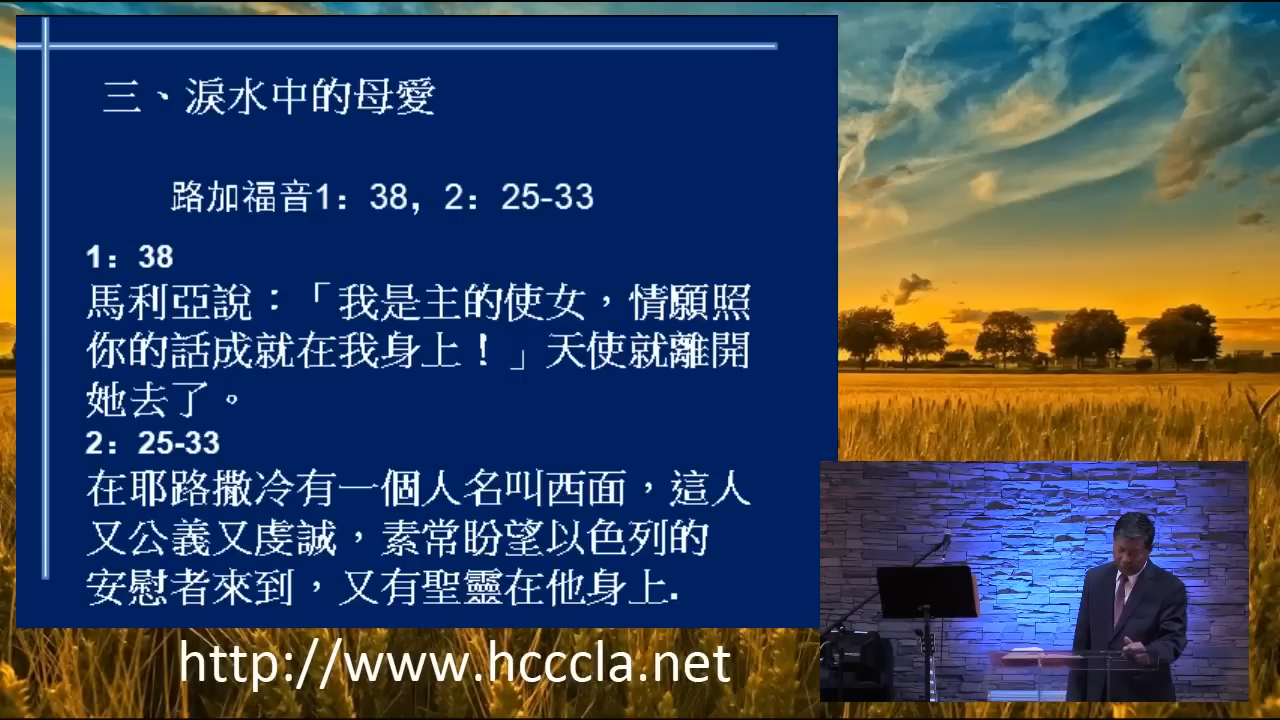 三、淚水中的母愛
路加福音1：38，2：25-33
1：38
馬利亞說：「我是主的使女，情願照
你的話成就在我身上！」天使就離開
她去了。
2：25-33
在耶路撒冷有一個人名叫西面，這人
又公義又虔誠，素常盼望以色列的
安慰者來到，又有聖靈在他身上.
http://www.hcccla.net